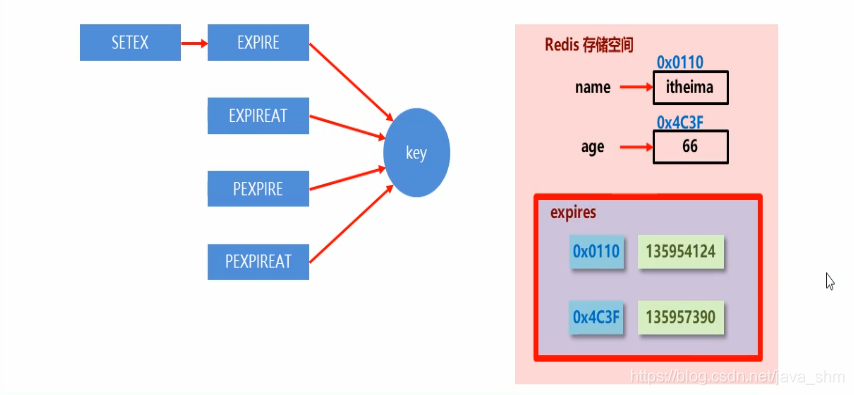 SETEX
EXPIRE
EXPIREAT
PEXPIRE
PEXPIREAT
key
Redis 存储空间
0x0110
name
itheima
0x4C3F
age
66
expires
0x0110
135954124
0x4C3F
135957390
https://blog.csdn.net/java_shm